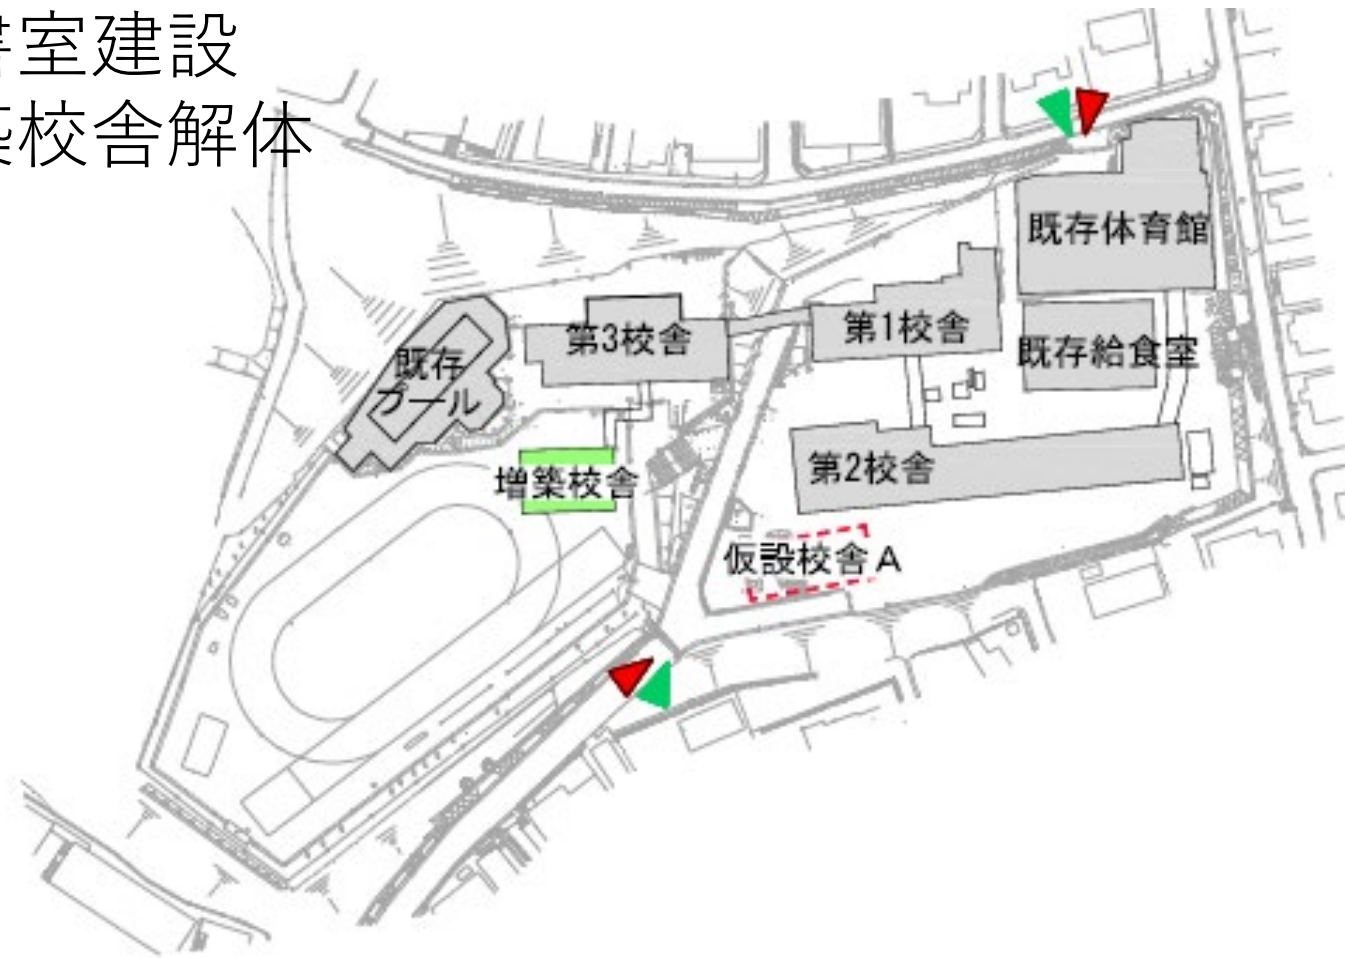 書室建設
築校舎解体
既存体育館
第1校舎
第3校舎
既存給食室
既存
プール
第2校舎
増築校舎
仮設校舎A